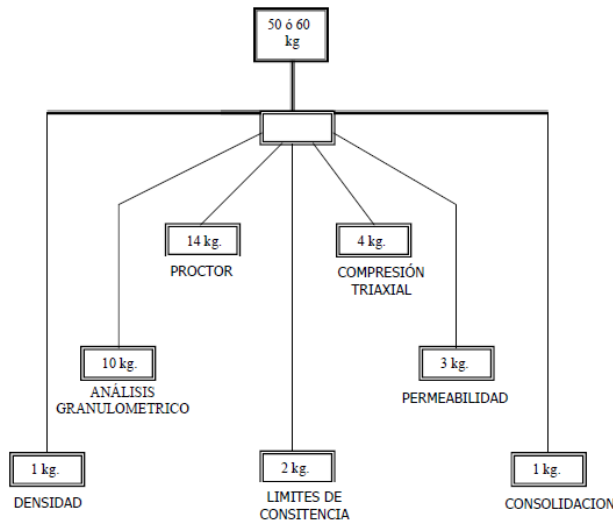 50 ó 60
kg
14 kg.
PROCTOR
4 kg.
COMPRESIÓN
TRIAXIAL
10 kg.
ANÁLISIS
GRANULOMETRICO
3 kg.
PERMEABILIDAD
1 kg.
DENSIDAD
2 kg.
LIMITES DE
CONSITENCIA
1 kg.
CONSOLIDACION